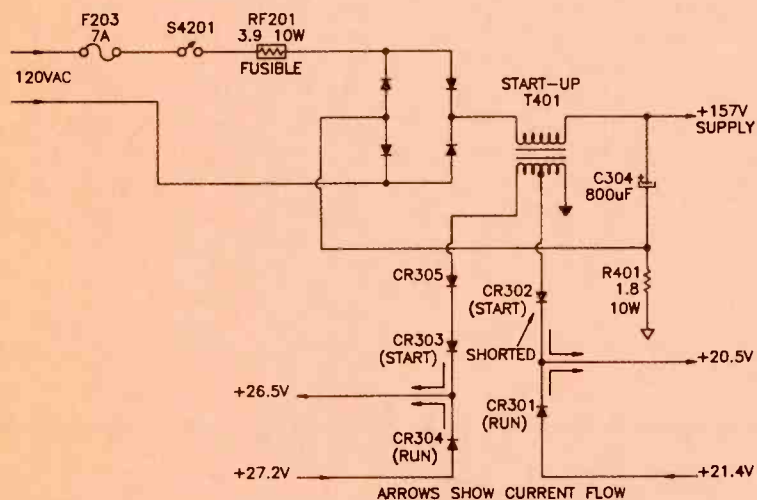 F203
7A
S4201
RF201
3.9 10W
FUSIBLE
120VAC
START-UP
T401
+157V
SUPPLY
C304
+
800uF
R401
1.8
10W
CR305
CR302
(START)
CR303
(START)
SHORTED
+20.5V
+26.5V
CR301
(RUN)
CR304
(RUN)
+27.2V
+21.4V
ARROWS SHOW CURRENT FLOW